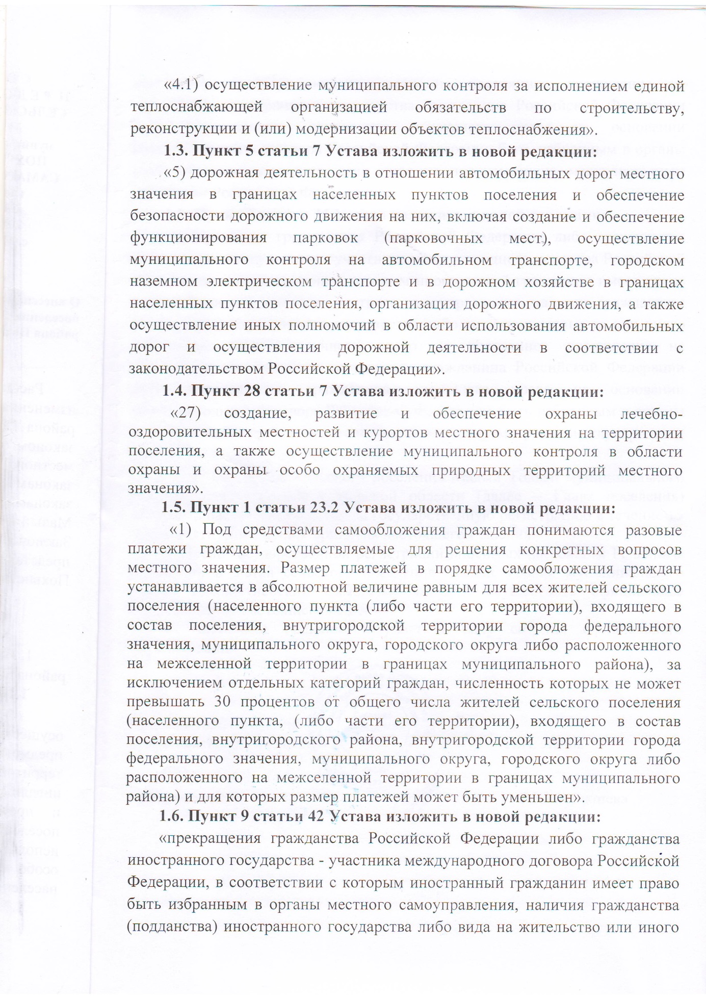 «4.1) осуществление муниципального контроля за исполнением единой
теплоснабжающей организацией обязательств по строительству,
реконструкции и (или) модернизации объектов теплоснабжения».
1.3. Пункт 5 статьи 7 Устава изложить в новой редакции:
«5) дорожная деятельность в отношении автомобильных дорог местного
значения в границах населенных пунктов поселения и обеспечение
безопасности дорожного движения на них, включая создание и обеспечение
функционирования парковок (парковочных мест), осуществление
муниципального контроля на автомобильном транспорте, городском
наземном электрическом транспорте и в дорожном хозяйстве в границах
населенных пунктов поселения, организация дорожного движения, а также
осуществление иных полномочий в области использования автомобильных
дорог и осуществления дорожной деятельности в соответствии с
законодательством Российской Федерации».
1.4. Пункт 28 статьи 7 Устава изложить в новой редакции:
«27) создание, развитие и обеспечение охраны лечебно-
оздоровительных местностей и курортов местного значения на территории
поселения, а также осуществление муниципального контроля в области
охраны и охраны особо охраняемых природных территорий местного
значения».
1.5. Пункт 1 статьи 23.2 Устава изложить в новой редакции:
«1) Под средствами самообложения граждан понимаются разовые
платежи граждан, осуществляемые для решения конкретных вопросов
местного значения. Размер платежей в порядке самообложения граждан
устанавливается в абсолютной величине равным для всех жителей сельского
поселения (населенного пункта (либо части его территории), входящего в
состав поселения, внутригородской территории города федерального
значения, муниципального округа, городского округа либо расположенного
на межселенной территории в границах муниципального района), за
исключением отдельных категорий граждан, численность которых не может
превышать 30 процентов от общего числа жителей сельского поселения
(населенного пункта, (либо части его территории), входящего в состав
поселения, внутригородского района, внутригородской территории города
федерального значения, муниципального округа, городского округа либо
расположенного на межселенной территории в границах муниципального
района) и для которых размер платежей может быть уменьшен».
1.6. Пункт 9 статьи 42 Устава изложить в новой редакции:
«прекращения гражданства Российской Федерации либо гражданства
иностранного государства - участника международного договора Российской
Федерации, в соответствии с которым иностранный гражданин имеет право
быть избранным в органы местного самоуправления, наличия гражданства
(подданства) иностранного государства либо вида на жительство или иного